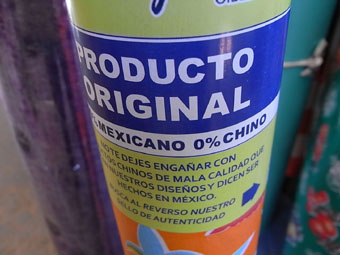 PRODUCTO
ORIGINAL
MEXICANO 0% CHINO
NO TE DEJES ENGAÑAR CON
CHINOS DE MALA CALIDAD QUE
NUESTROS DISEÑOS Y DICEN SER
HECHOS EN MÉXICO.
AL REVERSO NUESTRO
SELLO DE AUTENTICIDAD